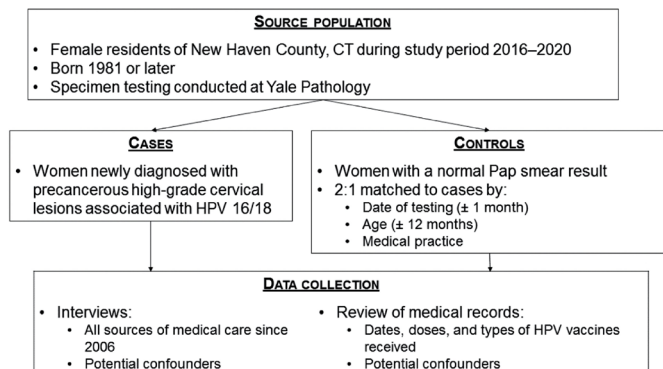 SOURCE POPULATION
• Female residents of New Haven County, CT during study period 2016–2020
• Born 1981 or later
• Specimen testing conducted at Yale Pathology
CASES
• Women newly diagnosed with
precancerous high-grade cervical
lesions associated with HPV 16/18
CONTROLS
• Women with a normal Pap smear result
• 2:1 matched to cases by:
• Date of testing (± 1 month)
• Age (± 12 months)
• Medical practice
DATA COLLECTION
• Interviews:
• All sources of medical care since
2006
• Potential confounders
• Review of medical records:
• Dates, doses, and types of HPV vaccines
received
• Potential confounders